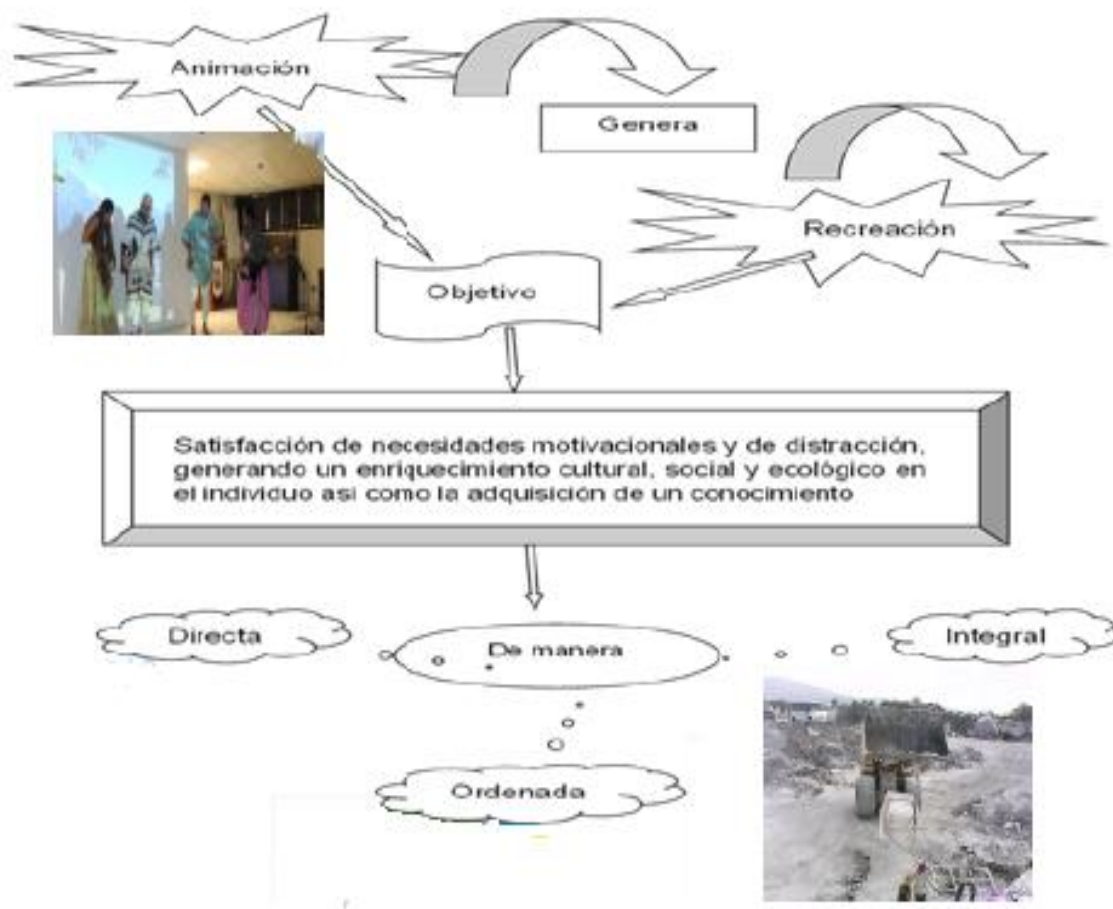 Animación
Genera
Recreación
Objetivo
Satisfacción de necesidades motivacionales y de distracción,
generando un enriquecimiento cultural, social y ecológico en
el individuo asi como la adquisición de un conocimiento
Directa
De manera
Integral
Ordenada